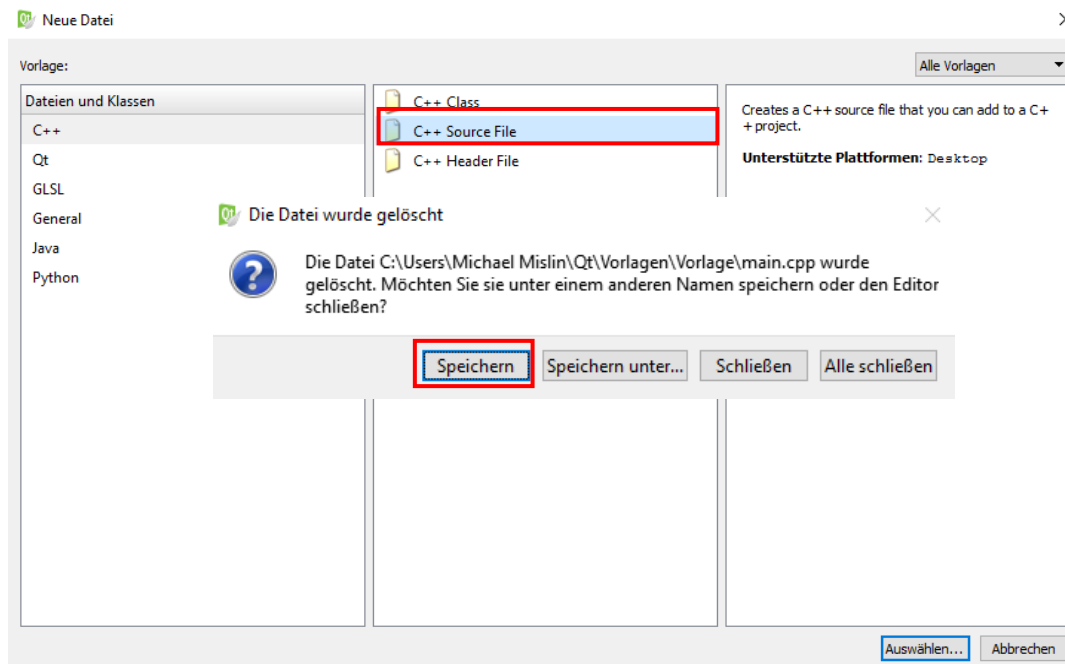 Neue Datei
Vorlage:
Alle Vorlagen
Dateien und Klassen
C++
Qt
GLSL
General
Java
Python
C++ Class
C++ Source File
C++ Header File
Creates a C++ source file that you can add to a C+
+ project.
Unterstützte Plattformen: Desktop
Die Datei wurde gelöscht
Die Datei C:\Users\Michael Mislin\Qt\Vorlagen\Vorlage\main.cpp wurde
gelöscht. Möchten Sie sie unter einem anderen Namen speichern oder den Editor
schließen?
Speichern
Speichern unter...
Schließen
Alle schließen
Auswählen...
Abbrechen